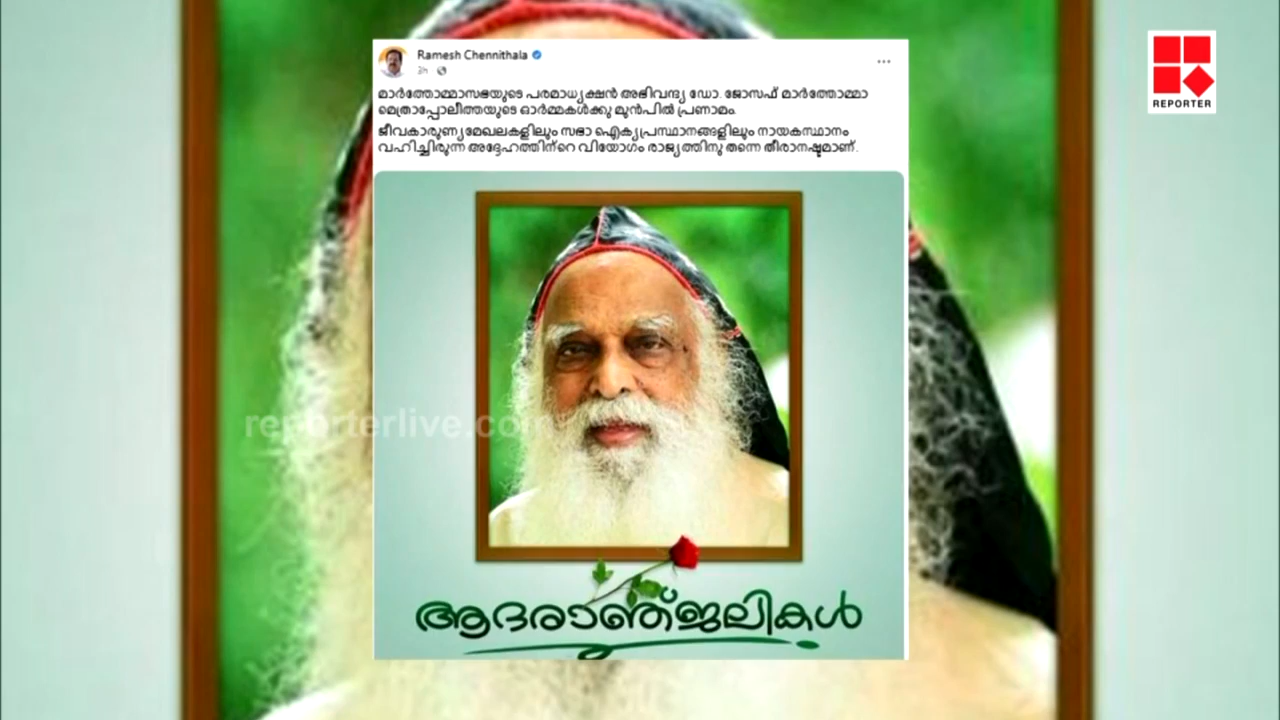 Ramesh Chennithala
3h
മാർത്തോമ്മാസഭയുടെ പരമാധ്യക്ഷൻ അഭിവന്ദ്യ ഡോ. ജോസഫ് മാർത്തോമ്മാ
മെത്രാപ്പോലീത്തയുടെ ഓർമ്മകൾക്കു മുൻപിൽ പ്രണാമം.
ജീവകാരുണ്യമേഖലകളിലും സഭാ ഐക്യപ്രസ്ഥാനങ്ങളിലും നായകസ്ഥാനം
വഹിച്ചിരുന്ന അദ്ദേഹത്തിന്റെ വിയോഗം രാജ്യത്തിനു തന്നെ തീരാനഷ്ടമാണ്.
REPORTER
reporterlive.com
ആദരാഞ്ജലികൾ